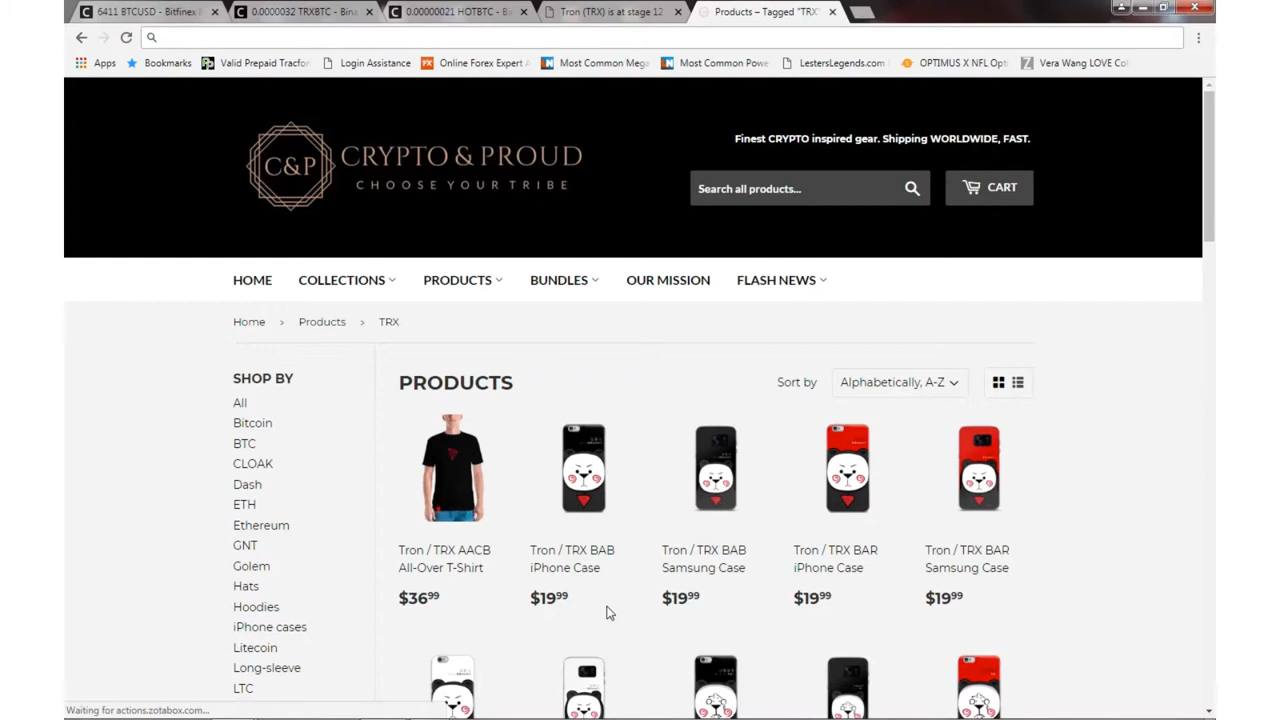 6411 BTCUSD - Bitfinex
0.0000032 TRXBTC - Bina
0.00000021 HOTBTC - Bi
Tron (TRX) is at stage 12
Products – Tagged "TRX"
Apps
Bookmarks
Valid Prepaid Tracfon
Login Assistance
Online Forex Expert A
Most Common Mega
Most Common Powe
LestersLegends.com
OPTIMUS X NFL Opti
Vera Wang LOVE Co
C&P
CRYPTO & PROUD
CHOOSE YOUR TRIBE
Finest CRYPTO inspired gear. Shipping WORLDWIDE, FAST.
Search all products...
CART
HOME
COLLECTIONS
PRODUCTS
BUNDLES
OUR MISSION
FLASH NEWS
Home > Products > TRX
SHOP BY
All
Bitcoin
BTC
CLOAK
Dash
ETH
Ethereum
GNT
Golem
Hats
Hoodies
iPhone cases
Litecoin
Long-sleeve
LTC
PRODUCTS
Sort by
Alphabetically, A-Z
Tron / TRX AACB
All-Over T-Shirt
$36.99
Tron / TRX BAB
iPhone Case
$19.99
Tron / TRX BAB
Samsung Case
$19.99
Tron / TRX BAR
iPhone Case
$19.99
Tron / TRX BAR
Samsung Case
$19.99
Waiting for actions.zotabox.com...